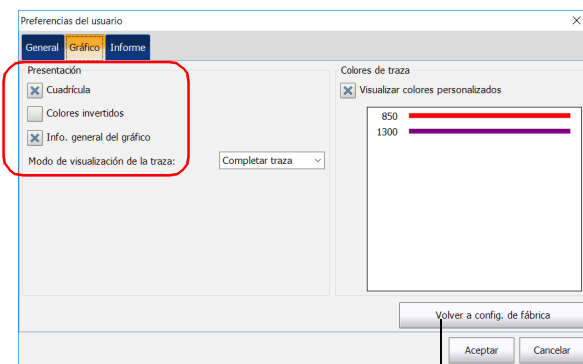 Preferencias del usuario
General Gráfico Informe
Presentación
Cuadrícula
Colores invertidos
Info. general del gráfico
Modo de visualización de la traza: Completar traza
Colores de traza
Visualizar colores personalizados
850
1300
Volver a config. de fábrica
Aceptar Cancelar